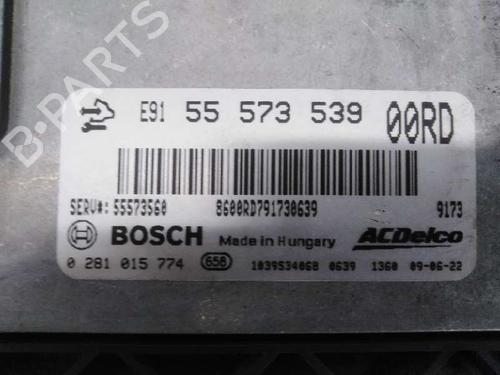 E91 55 573 539 00RD
SERV#: 55573560 8600RD791730639 9173
BOSCH Made in Hungary ACDelco
0 281 015 774 658 1039S34068 0639 1360 09-06-22
B-PARTS